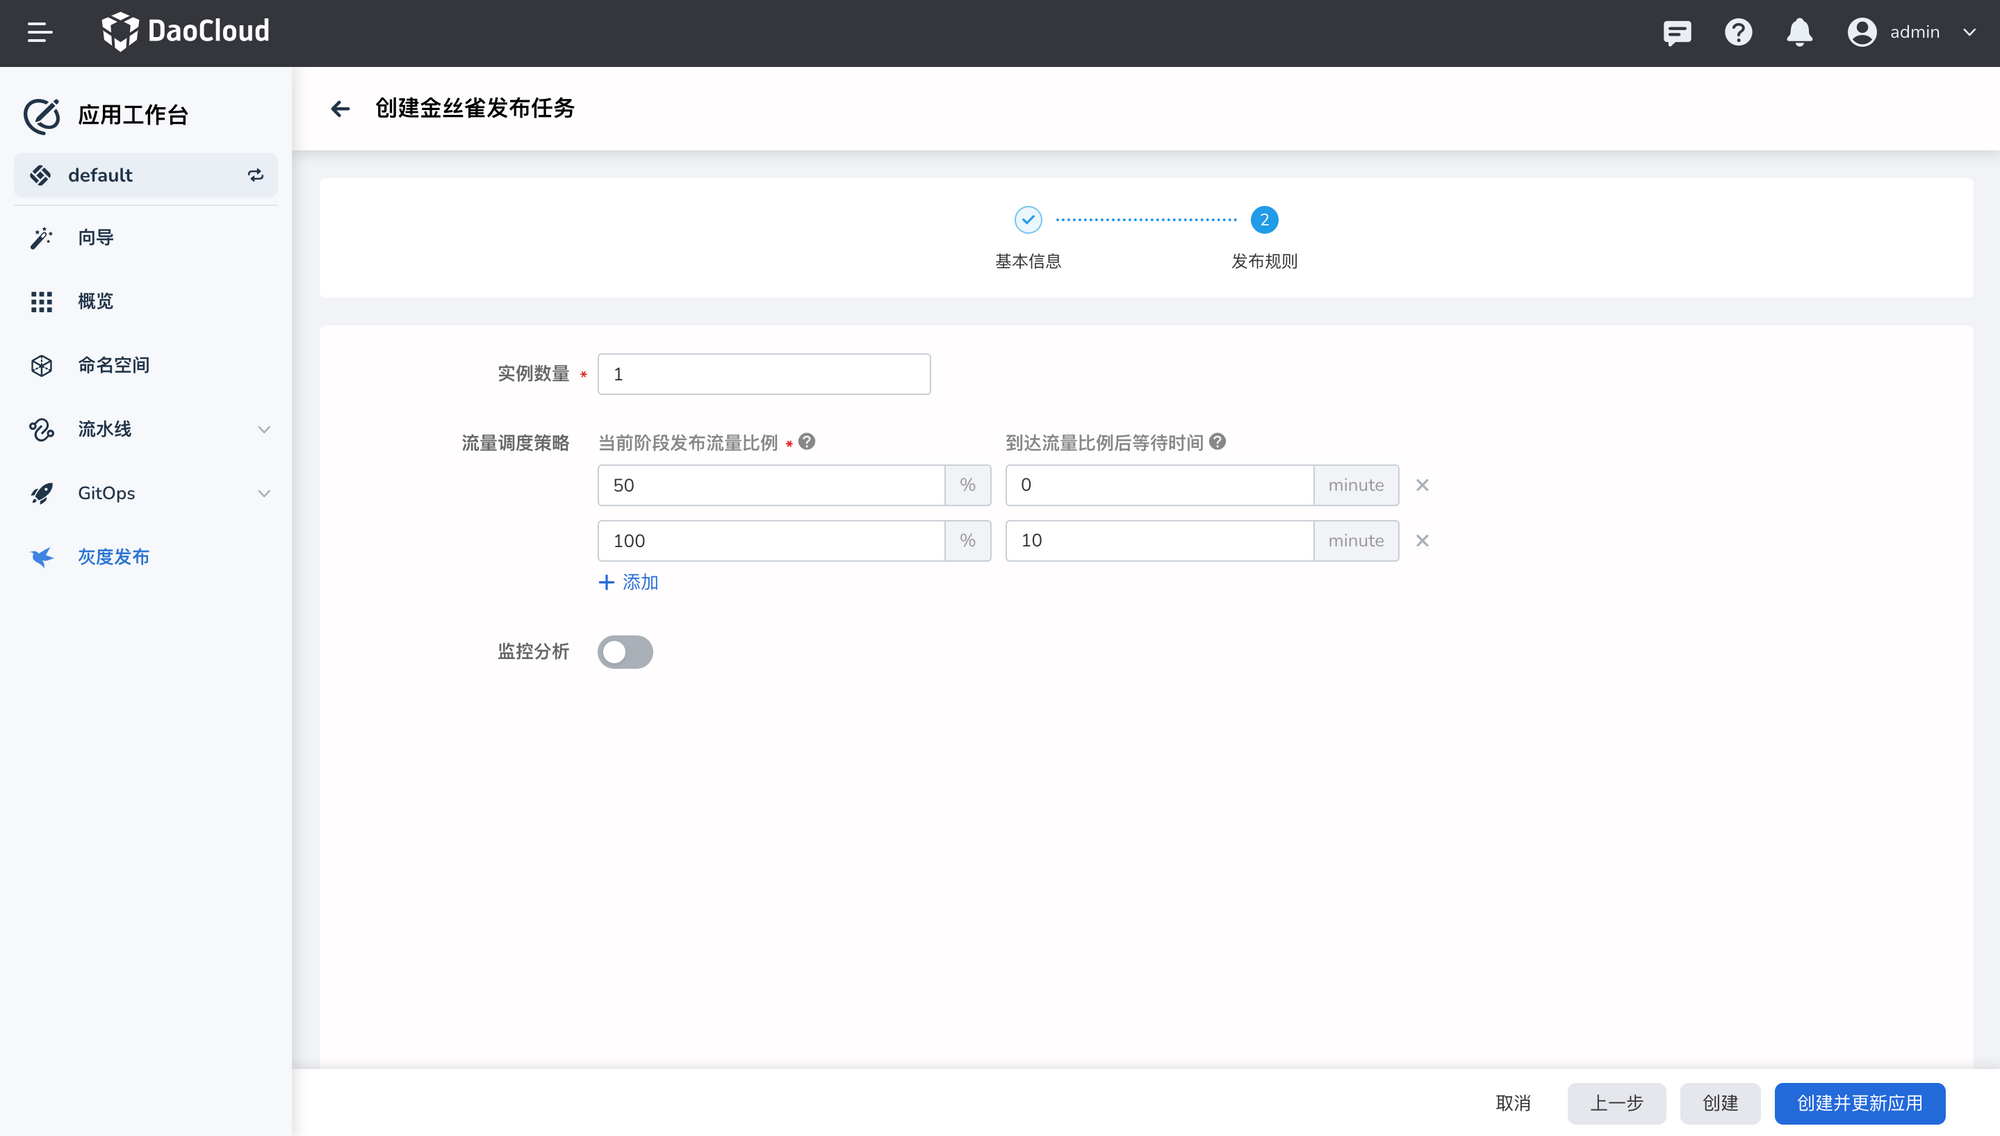 DaoCloud
admin
应用工作台
default
向导
概览
命名空间
流水线
GitOps
灰度发布
创建金丝雀发布任务
2
基本信息
发布规则
实例数量 *
1
流量调度策略
当前阶段发布流量比例 *
到达流量比例后等待时间
50 %
0 minute
100 %
10 minute
添加
监控分析
取消
上一步
创建
创建并更新应用